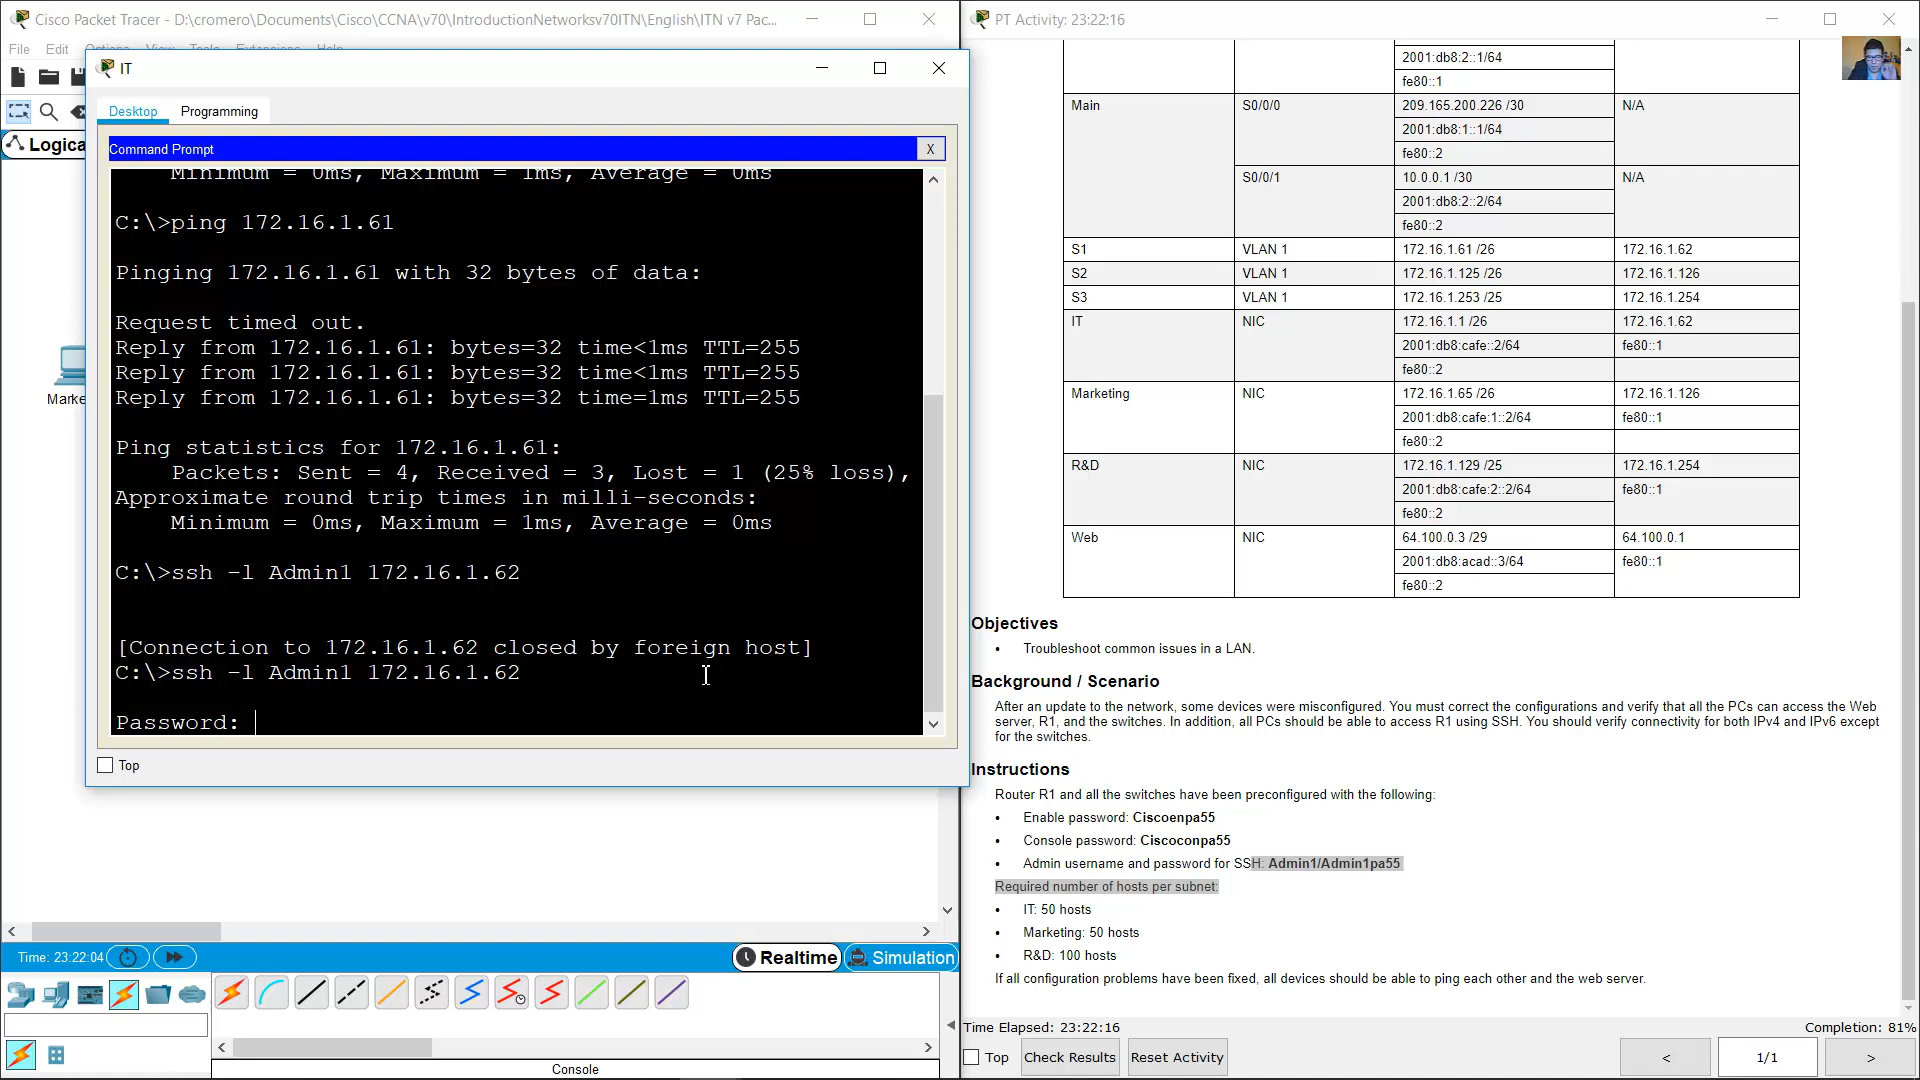 Cisco Packet Tracer - D:\cromero\Documents\Cisco\CCNA\v70\IntroductionNetworksv70ITN\English\ITN v7 Pac...
File Edit Options View Tools Extensions Help
Logica
Marke
IT
Desktop Programming
Command Prompt X
Minimum = 0ms, Maximum = 1ms, Average = 0ms
C:\>ping 172.16.1.61
Pinging 172.16.1.61 with 32 bytes of data:
Request timed out.
Reply from 172.16.1.61: bytes=32 time<1ms TTL=255
Reply from 172.16.1.61: bytes=32 time<1ms TTL=255
Reply from 172.16.1.61: bytes=32 time=1ms TTL=255
Ping statistics for 172.16.1.61:
Packets: Sent = 4, Received = 3, Lost = 1 (25% loss),
Approximate round trip times in milli-seconds:
Minimum = 0ms, Maximum = 1ms, Average = 0ms
C:\>ssh -l Admin1 172.16.1.62
[Connection to 172.16.1.62 closed by foreign host]
C:\>ssh -l Admin1 172.16.1.62
Password:
Top
Time: 23:22:04
Realtime Simulation
Console
PT Activity: 23:22:16
2001:db8:2::1/64
fe80::1
Main S0/0/0 209.165.200.226 /30 N/A
2001:db8:1::1/64
fe80::2
S0/0/1 10.0.0.1 /30 N/A
2001:db8:2::2/64
fe80::2
S1 VLAN 1 172.16.1.61 /26 172.16.1.62
S2 VLAN 1 172.16.1.125 /26 172.16.1.126
S3 VLAN 1 172.16.1.253 /25 172.16.1.254
IT NIC 172.16.1.1 /26 172.16.1.62
2001:db8:cafe::2/64 fe80::1
fe80::2
Marketing NIC 172.16.1.65 /26 172.16.1.126
2001:db8:cafe:1::2/64 fe80::1
fe80::2
R&D NIC 172.16.1.129 /25 172.16.1.254
2001:db8:cafe:2::2/64 fe80::1
fe80::2
Web NIC 64.100.0.3 /29 64.100.0.1
2001:db8:acad::3/64 fe80::1
fe80::2
Objectives
• Troubleshoot common issues in a LAN.
Background / Scenario
After an update to the network, some devices were misconfigured. You must correct the configurations and verify that all the PCs can access the Web
server, R1, and the switches. In addition, all PCs should be able to access R1 using SSH. You should verify connectivity for both IPv4 and IPv6 except
for the switches.
Instructions
Router R1 and all the switches have been preconfigured with the following:
• Enable password: Ciscoenpa55
• Console password: Ciscoconpa55
• Admin username and password for SSH: Admin1/Admin1pa55
Required number of hosts per subnet:
• IT: 50 hosts
• Marketing: 50 hosts
• R&D: 100 hosts
If all configuration problems have been fixed, all devices should be able to ping each other and the web server.
Time Elapsed: 23:22:16 Completion: 81%
Top Check Results Reset Activity < 1/1 >